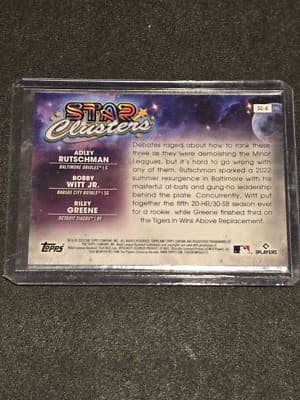 SC-6
STAR
Clusters
ADLEY
RUTSCHMAN
BALTIMORE ORIOLES® | C
BOBBY
WITT JR.
KANSAS CITY ROYALS® | SS
RILEY
GREENE
DETROIT TIGERS® | OF
Debates raged about how to rank these
three as they were demolishing the Minor
Leagues, but it's hard to go wrong with
any of them. Rutschman sparked a 2022
summer resurgence in Baltimore with his
masterful at-bats and gung-ho leadership
behind the plate. Concurrently, Witt put
together the fifth 20-HR/30-SB season ever
for a rookie, while Greene finished third on
the Tigers in Wins Above Replacement.
Topps
PLAYERS